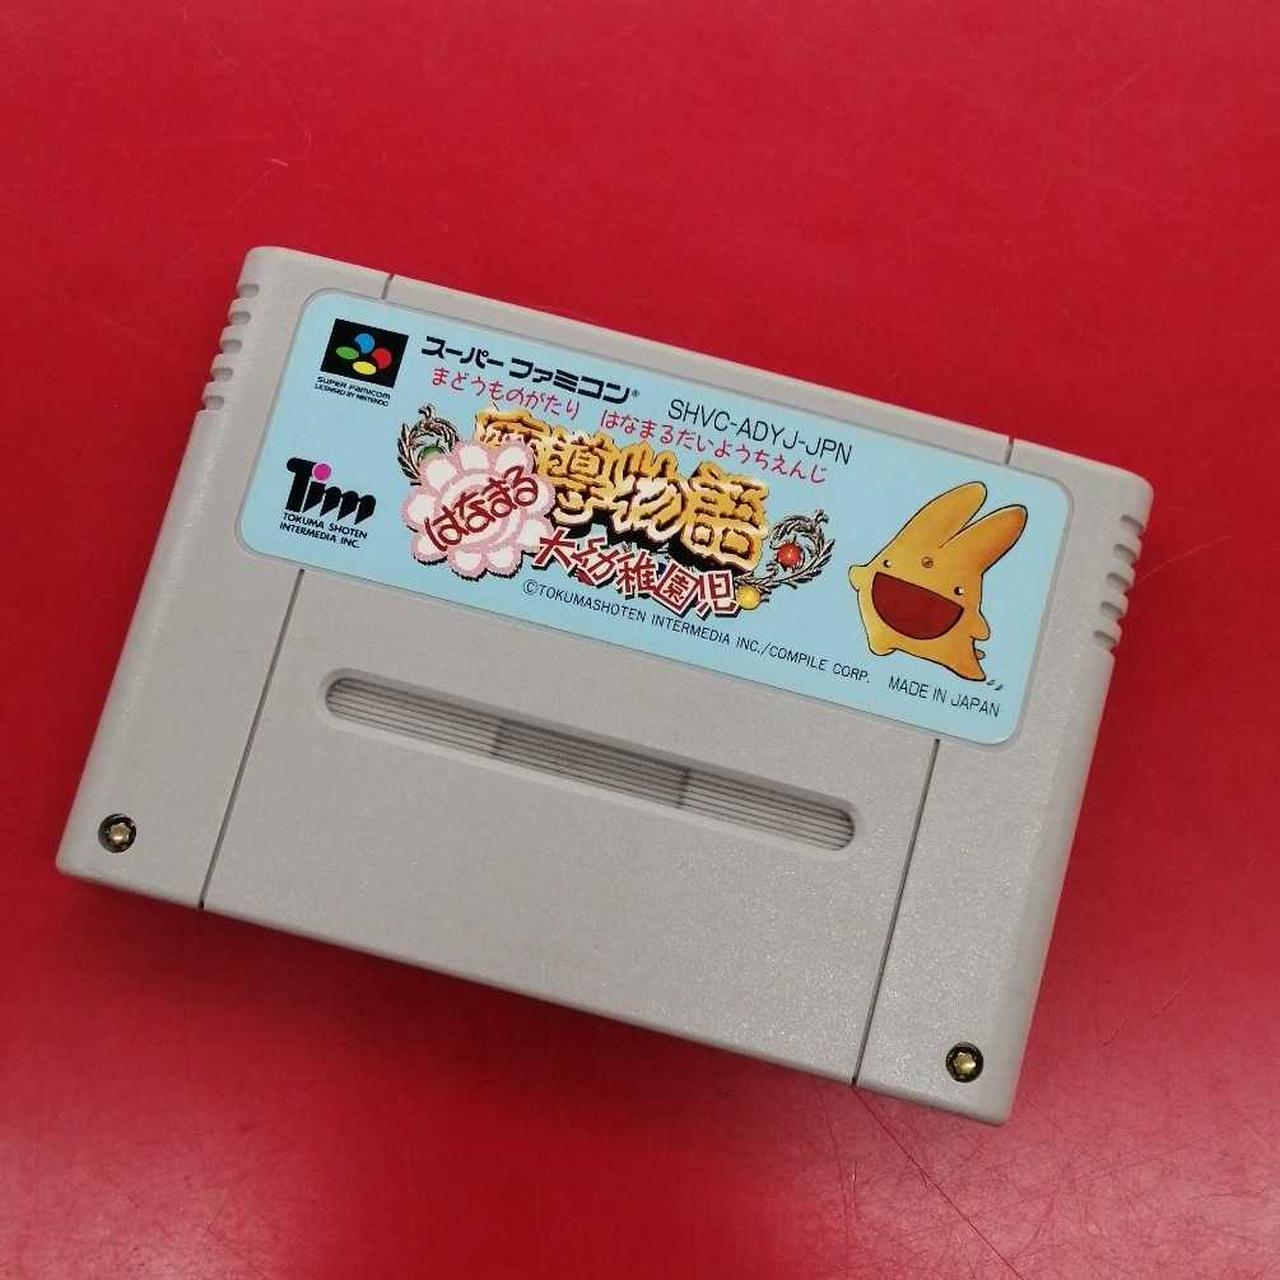 SUPER FAMICOM
LICENSED BY NINTENDO
スーパーファミコン®
SHVC-ADYJ-JPN
まどうものがたり はなまるだいようちえんじ
魔導物語
はなまる
大幼稚園児
Tim
TOKUMA SHOTEN
INTERMEDIA INC.
©TOKUMASHOTEN INTERMEDIA INC./COMPILE CORP. MADE IN JAPAN